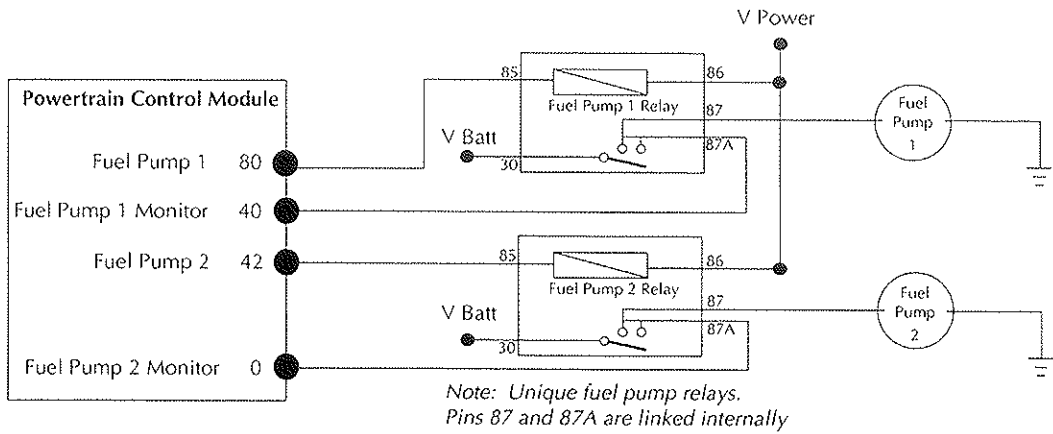 V Power
Powertrain Control Module
Fuel Pump 1 80
Fuel Pump 1 Monitor 40
Fuel Pump 2 42
Fuel Pump 2 Monitor 0
85
86
Fuel Pump 1 Relay
87
87A
V Batt
30
Fuel
Pump
1
85
86
Fuel Pump 2 Relay
87
87A
V Batt
30
Fuel
Pump
2
Note: Unique fuel pump relays.
Pins 87 and 87A are linked internally